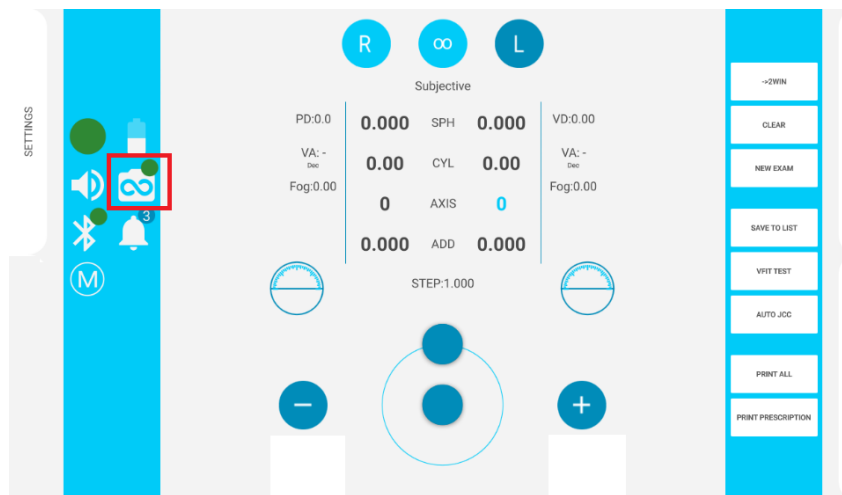 SETTINGS
3
M
R ∞ L
Subjective
PD:0.0 0.000 SPH 0.000 VD:0.00
VA: -
Dec
0.00 CYL 0.00
VA: -
Dec
Fog:0.00 0 AXIS 0 Fog:0.00
0.000 ADD 0.000
STEP:1.000
− +
->2WIN
CLEAR
NEW EXAM
SAVE TO LIST
VFIT TEST
AUTO JCC
PRINT ALL
PRINT PRESCRIPTION